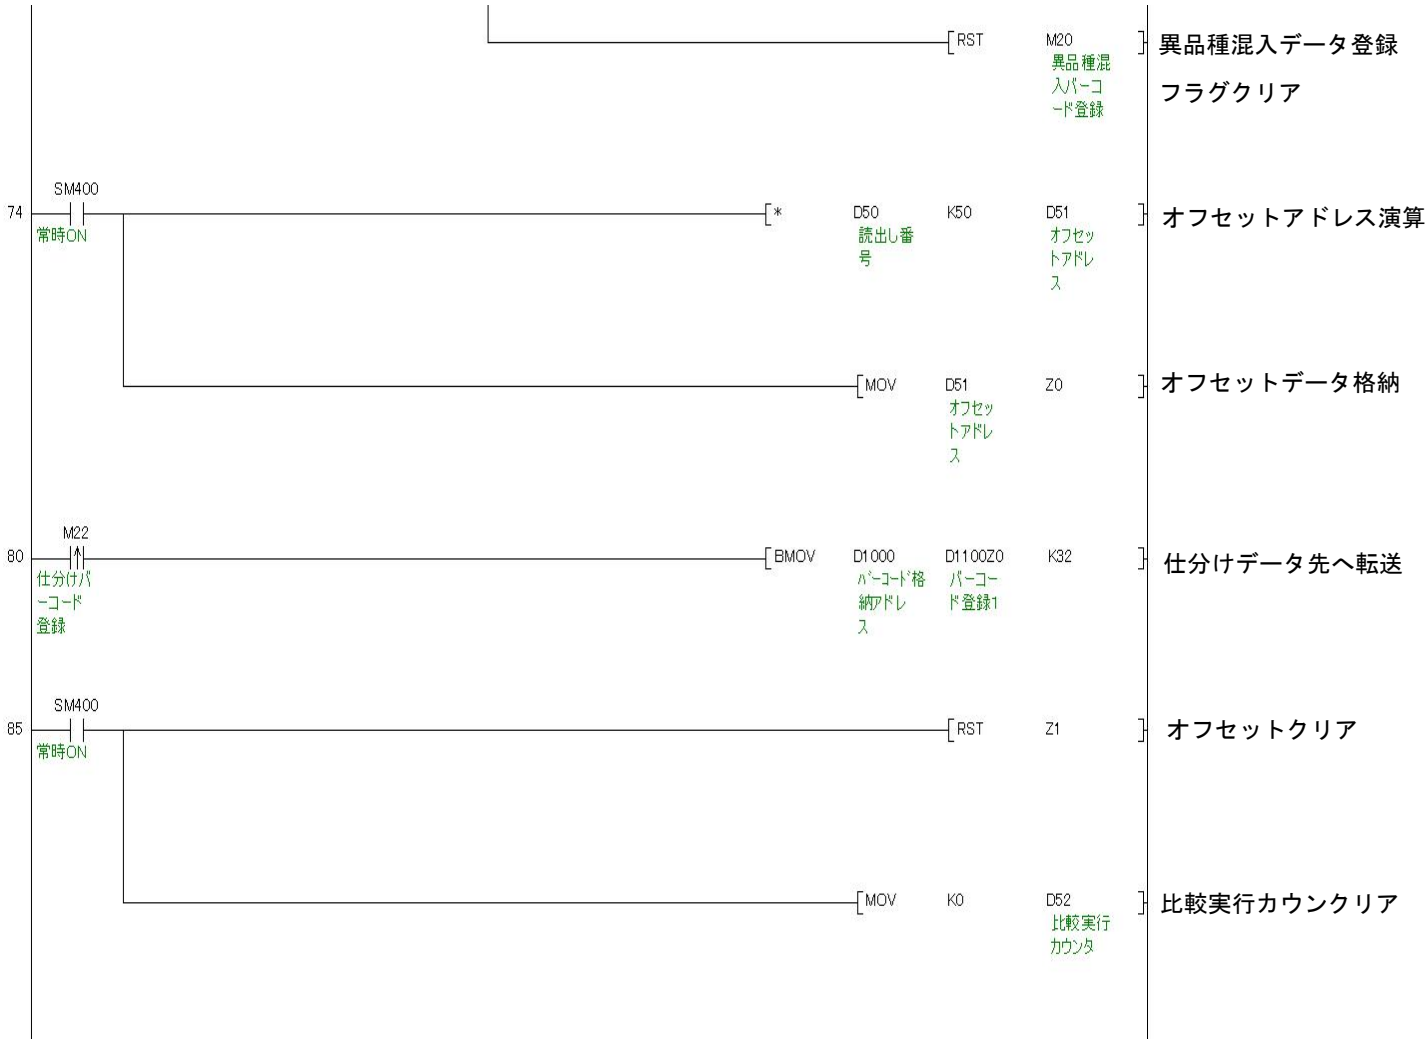 RST M20 異品種混入データ登録
異品種混
入バーコ
ード登録
フラグクリア
SM400
74 * D50 K50 D51 オフセットアドレス演算
常時ON 読出し番 オフセッ
号 トアドレ
ス
MOV D51 Z0 オフセットデータ格納
オフセッ
トアドレ
ス
M22
80 BMOV D1000 D1100Z0 K32 仕分けデータ先へ転送
仕分けバ バーコード格 バーコー
ーコード 納アドレ ド登録1
登録 ス
SM400
85 RST Z1 オフセットクリア
常時ON
MOV K0 D52 比較実行カウンクリア
比較実行
カウンタ